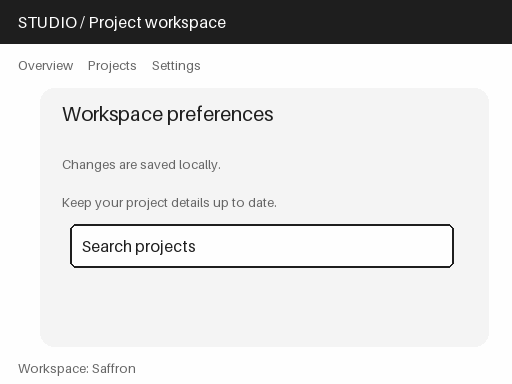 STUDIO / Project workspace
Overview Projects Settings
Workspace preferences
Changes are saved locally.
Keep your project details up to date.
Search projects
Workspace: Saffron